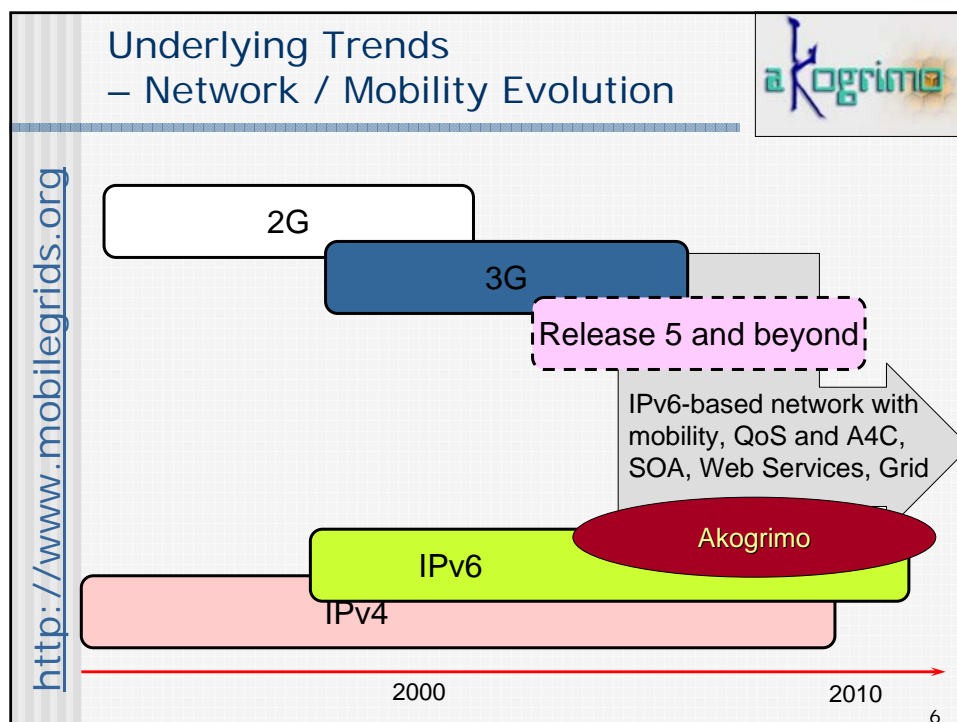 Underlying Trends
– Network / Mobility Evolution
akogrimo
http://www.mobilegrids.org
2G
3G
Release 5 and beyond
IPv6-based network with
mobility, QoS and A4C,
SOA, Web Services, Grid
Akogrimo
IPv6
IPv4
2000
2010
6